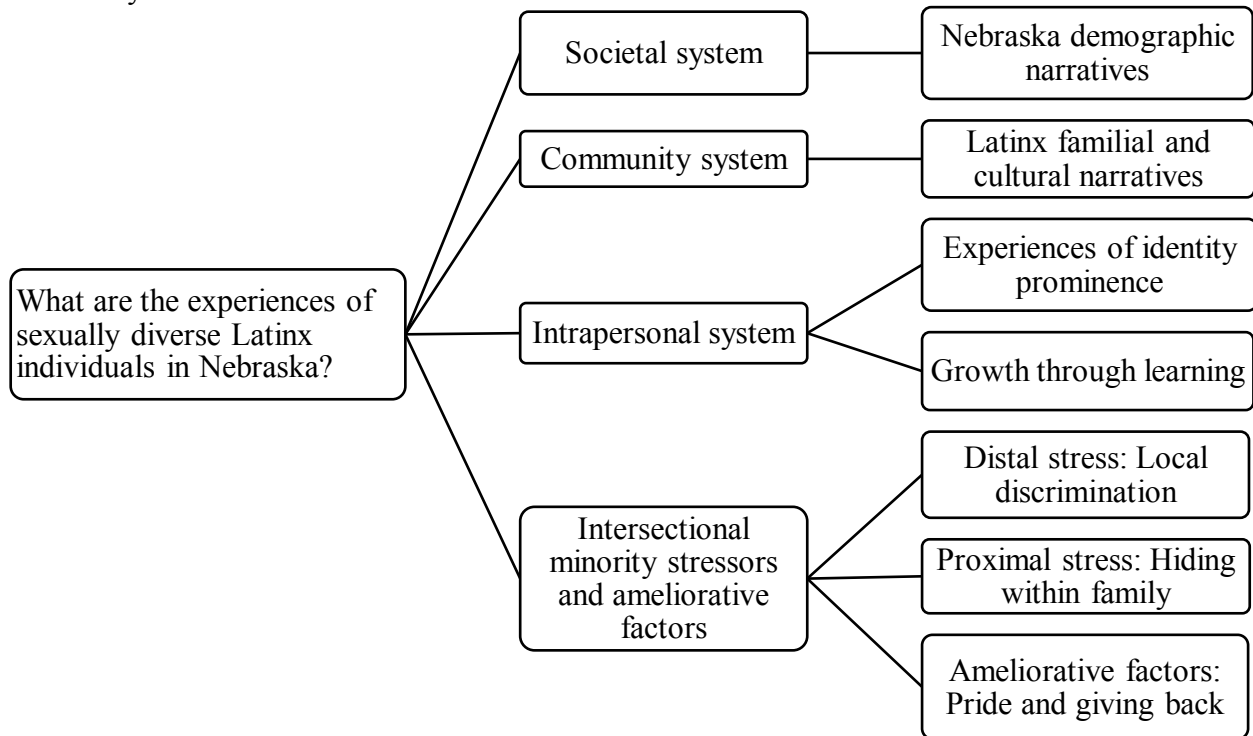 Societal system
Nebraska demographic
narratives
Community system
Latinx familial and
cultural narratives
What are the experiences of
sexually diverse Latinx
individuals in Nebraska?
Intrapersonal system
Experiences of identity
prominence
Growth through learning
Intersectional
minority stressors
and ameliorative
factors
Distal stress: Local
discrimination
Proximal stress: Hiding
within family
Ameliorative factors:
Pride and giving back